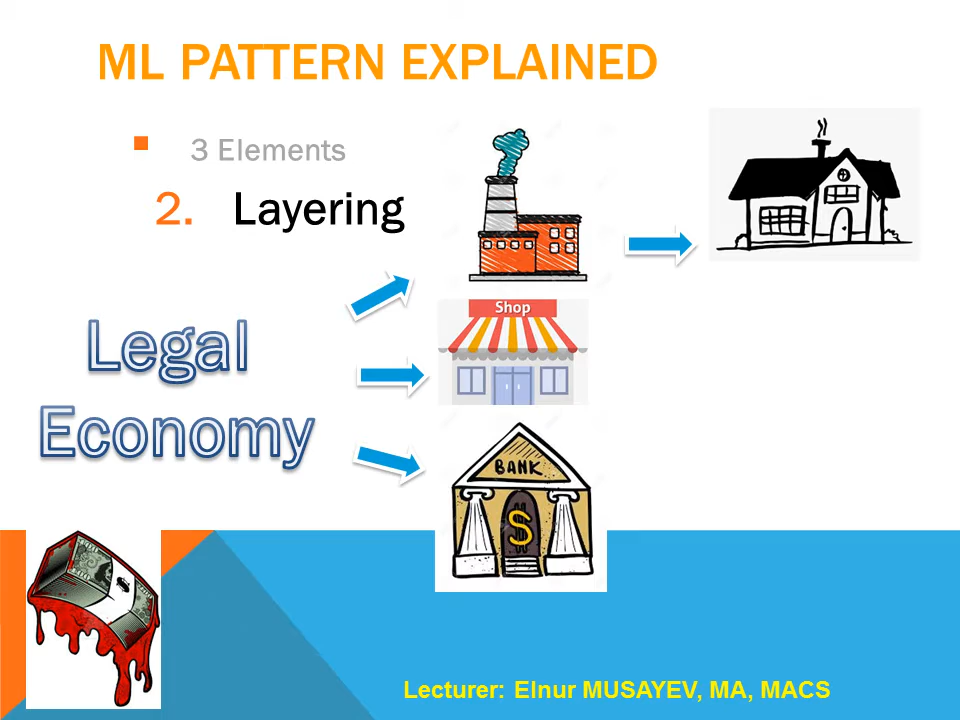 ML PATTERN EXPLAINED
3 Elements
2. Layering
Shop
Legal
Economy
BANK
$
Lecturer: Elnur MUSAYEV, MA, MACS